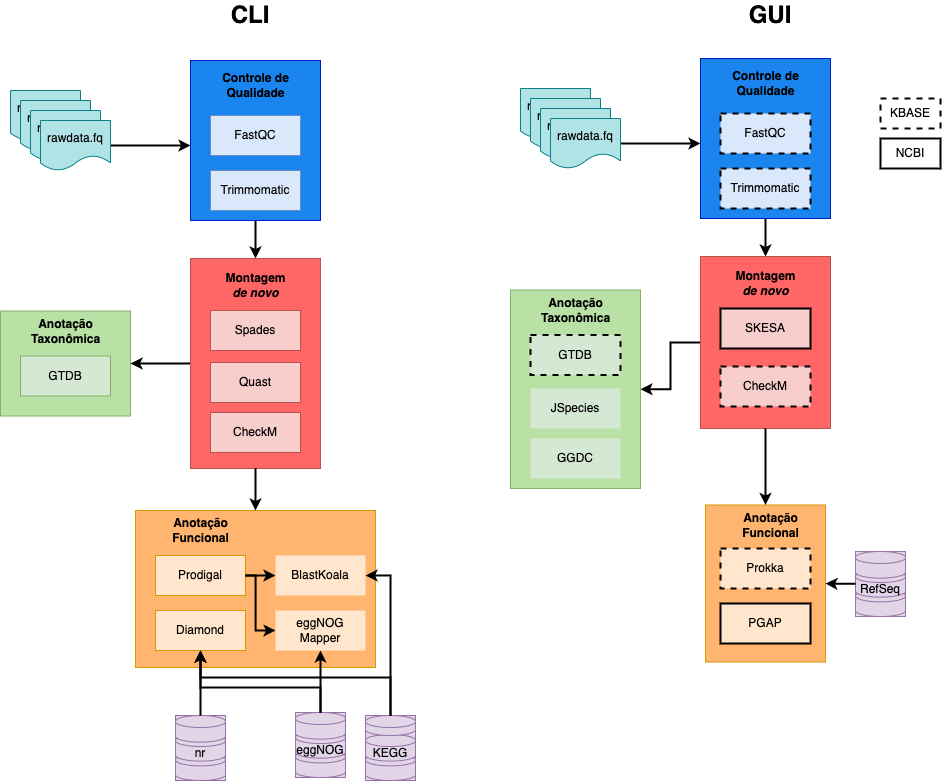 CLI
GUI
Controle de
Qualidade
FastQC
Trimmomatic
r
r
r
rawdata.fq
Montagem
de novo
Spades
Quast
CheckM
Anotação
Taxonômica
GTDB
Anotação
Funcional
Prodigal
BlastKoala
Diamond
eggNOG
Mapper
nr
eggNOG
KEGG
Controle de
Qualidade
FastQC
Trimmomatic
r
r
r
rawdata.fq
KBASE
NCBI
Montagem
de novo
SKESA
CheckM
Anotação
Taxonômica
GTDB
JSpecies
GGDC
Anotação
Funcional
Prokka
PGAP
RefSeq